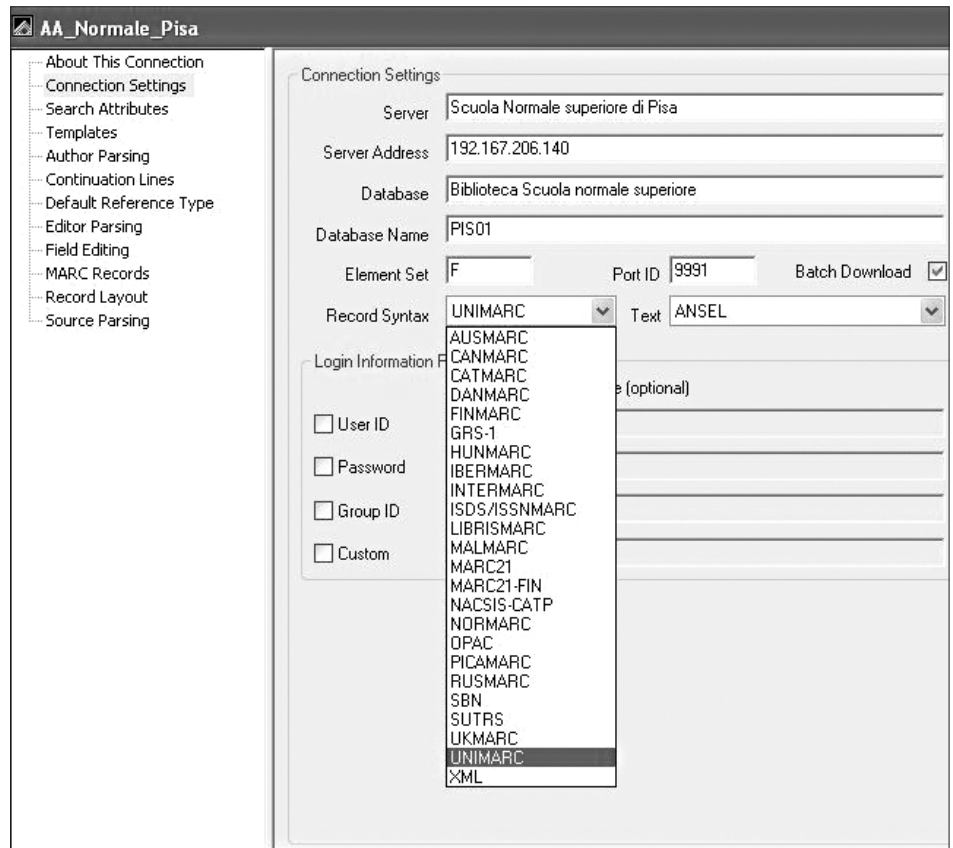 AA_Normale_Pisa
About This Connection
Connection Settings
Search Attributes
Templates
Author Parsing
Continuation Lines
Default Reference Type
Editor Parsing
Field Editing
MARC Records
Record Layout
Source Parsing
Connection Settings
Server Scuola Normale superiore di Pisa
Server Address 192.167.206.140
Database Biblioteca Scuola normale superiore
Database Name PIS01
Element Set F Port ID 9991 Batch Download
Record Syntax UNIMARC Text ANSEL
AUSMARC
CANMARC
CATMARC
DANMARC
FINMARC
GRS-1
HUNMARC
IBERMARC
INTERMARC
ISDS/ISSNMARC
LIBRISMARC
MALMARC
MARC21
MARC21-FIN
NACSIS-CATP
NORMARC
OPAC
PICAMARC
RUSMARC
SBN
SUTRS
UKMARC
UNIMARC
XML
Login Information
(optional)
User ID
Password
Group ID
Custom